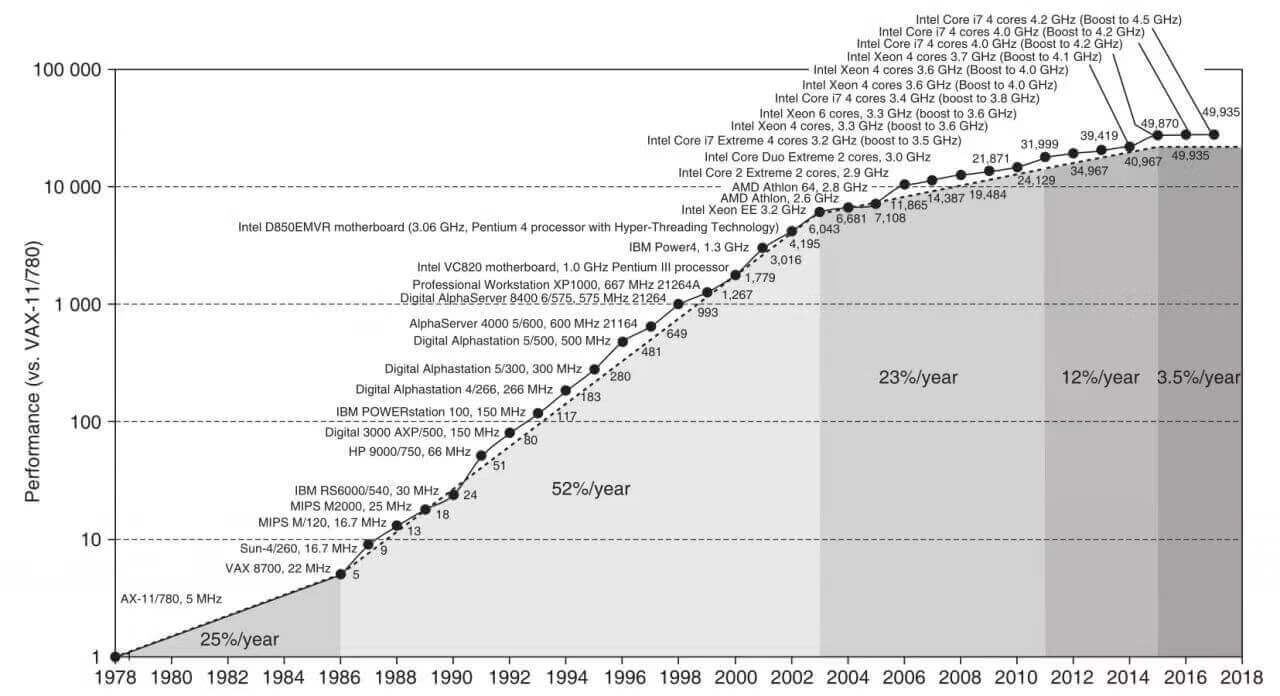 Intel Core i7 4 cores 4.2 GHz (Boost to 4.5 GHz)
Intel Core i7 4 cores 4.0 GHz (Boost to 4.2 GHz)
Intel Core i7 4 cores 4.0 GHz (Boost to 4.2 GHz)
Intel Xeon 4 cores 3.7 GHz (Boost to 4.1 GHz)
100 000
Intel Xeon 4 cores 3.6 GHz (Boost to 4.0 GHz)
Intel Xeon 4 cores 3.6 GHz (Boost to 4.0 GHz)
Intel Core i7 4 cores 3.4 GHz (boost to 3.8 GHz)
Intel Xeon 6 cores, 3.3 GHz (boost to 3.6 GHz)
49,935
Intel Xeon 4 cores, 3.3 GHz (boost to 3.6 GHz)
49,870
39,419
Intel Core i7 Extreme 4 cores 3.2 GHz (boost to 3.5 GHz)
31,999
Intel Core Duo Extreme 2 cores, 3.0 GHz
21,871
40,967
49,935
Intel Core 2 Extreme 2 cores, 2.9 GHz
34,967
24,129
10 000
AMD Athlon 64, 2.8 GHz
19,484
AMD Athlon, 2.6 GHz
14,387
11,865
Intel Xeon EE 3.2 GHz
7,108
6,681
Intel D850EMVR motherboard (3.06 GHz, Pentium 4 processor with Hyper-Threading Technology)
6,043
4,195
IBM Power4, 1.3 GHz
3,016
Intel VC820 motherboard, 1.0 GHz Pentium III processor
1,779
Professional Workstation XP1000, 667 MHz 21264A
1,267
Digital AlphaServer 8400 6/575, 575 MHz 21264
1 000
993
AlphaServer 4000 5/600, 600 MHz 21164
649
Digital Alphastation 5/500, 500 MHz
481
Digital Alphastation 5/300, 300 MHz
280
23%/year
12%/year
3.5%/year
Digital Alphastation 4/266, 266 MHz
183
IBM POWERstation 100, 150 MHz
117
100
Digital 3000 AXP/500, 150 MHz
80
HP 9000/750, 66 MHz
51
52%/year
IBM RS6000/540, 30 MHz
24
MIPS M2000, 25 MHz
18
MIPS M/120, 16.7 MHz
13
10
Sun-4/260, 16.7 MHz
9
VAX 8700, 22 MHz
5
AX-11/780, 5 MHz
25%/year
1
1978 1980 1982 1984 1986 1988 1990 1992 1994 1996 1998 2000 2002 2004 2006 2008 2010 2012 2014 2016 2018
Performance (vs. VAX-11/780)